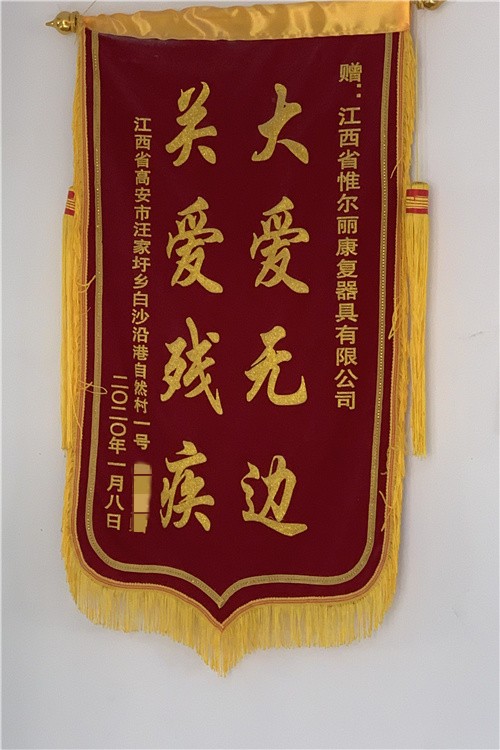 赠：江西省惟尔丽康复器具有限公司
大爱无边
关爱残疾
江西省高安市汪家圩乡白沙沿港自然村一号
二〇二〇年一月八日